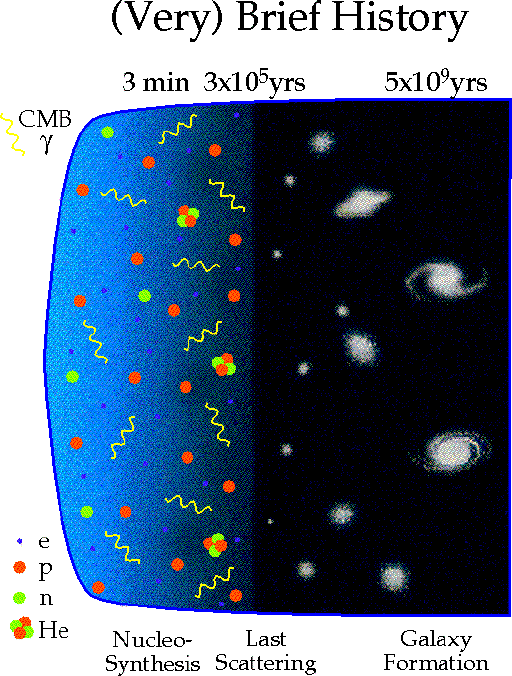 (Very) Brief History
3 min 3x10⁵yrs 5x10⁹yrs
CMB
γ
e
p
n
He
Nucleo-
Synthesis
Last
Scattering
Galaxy
Formation